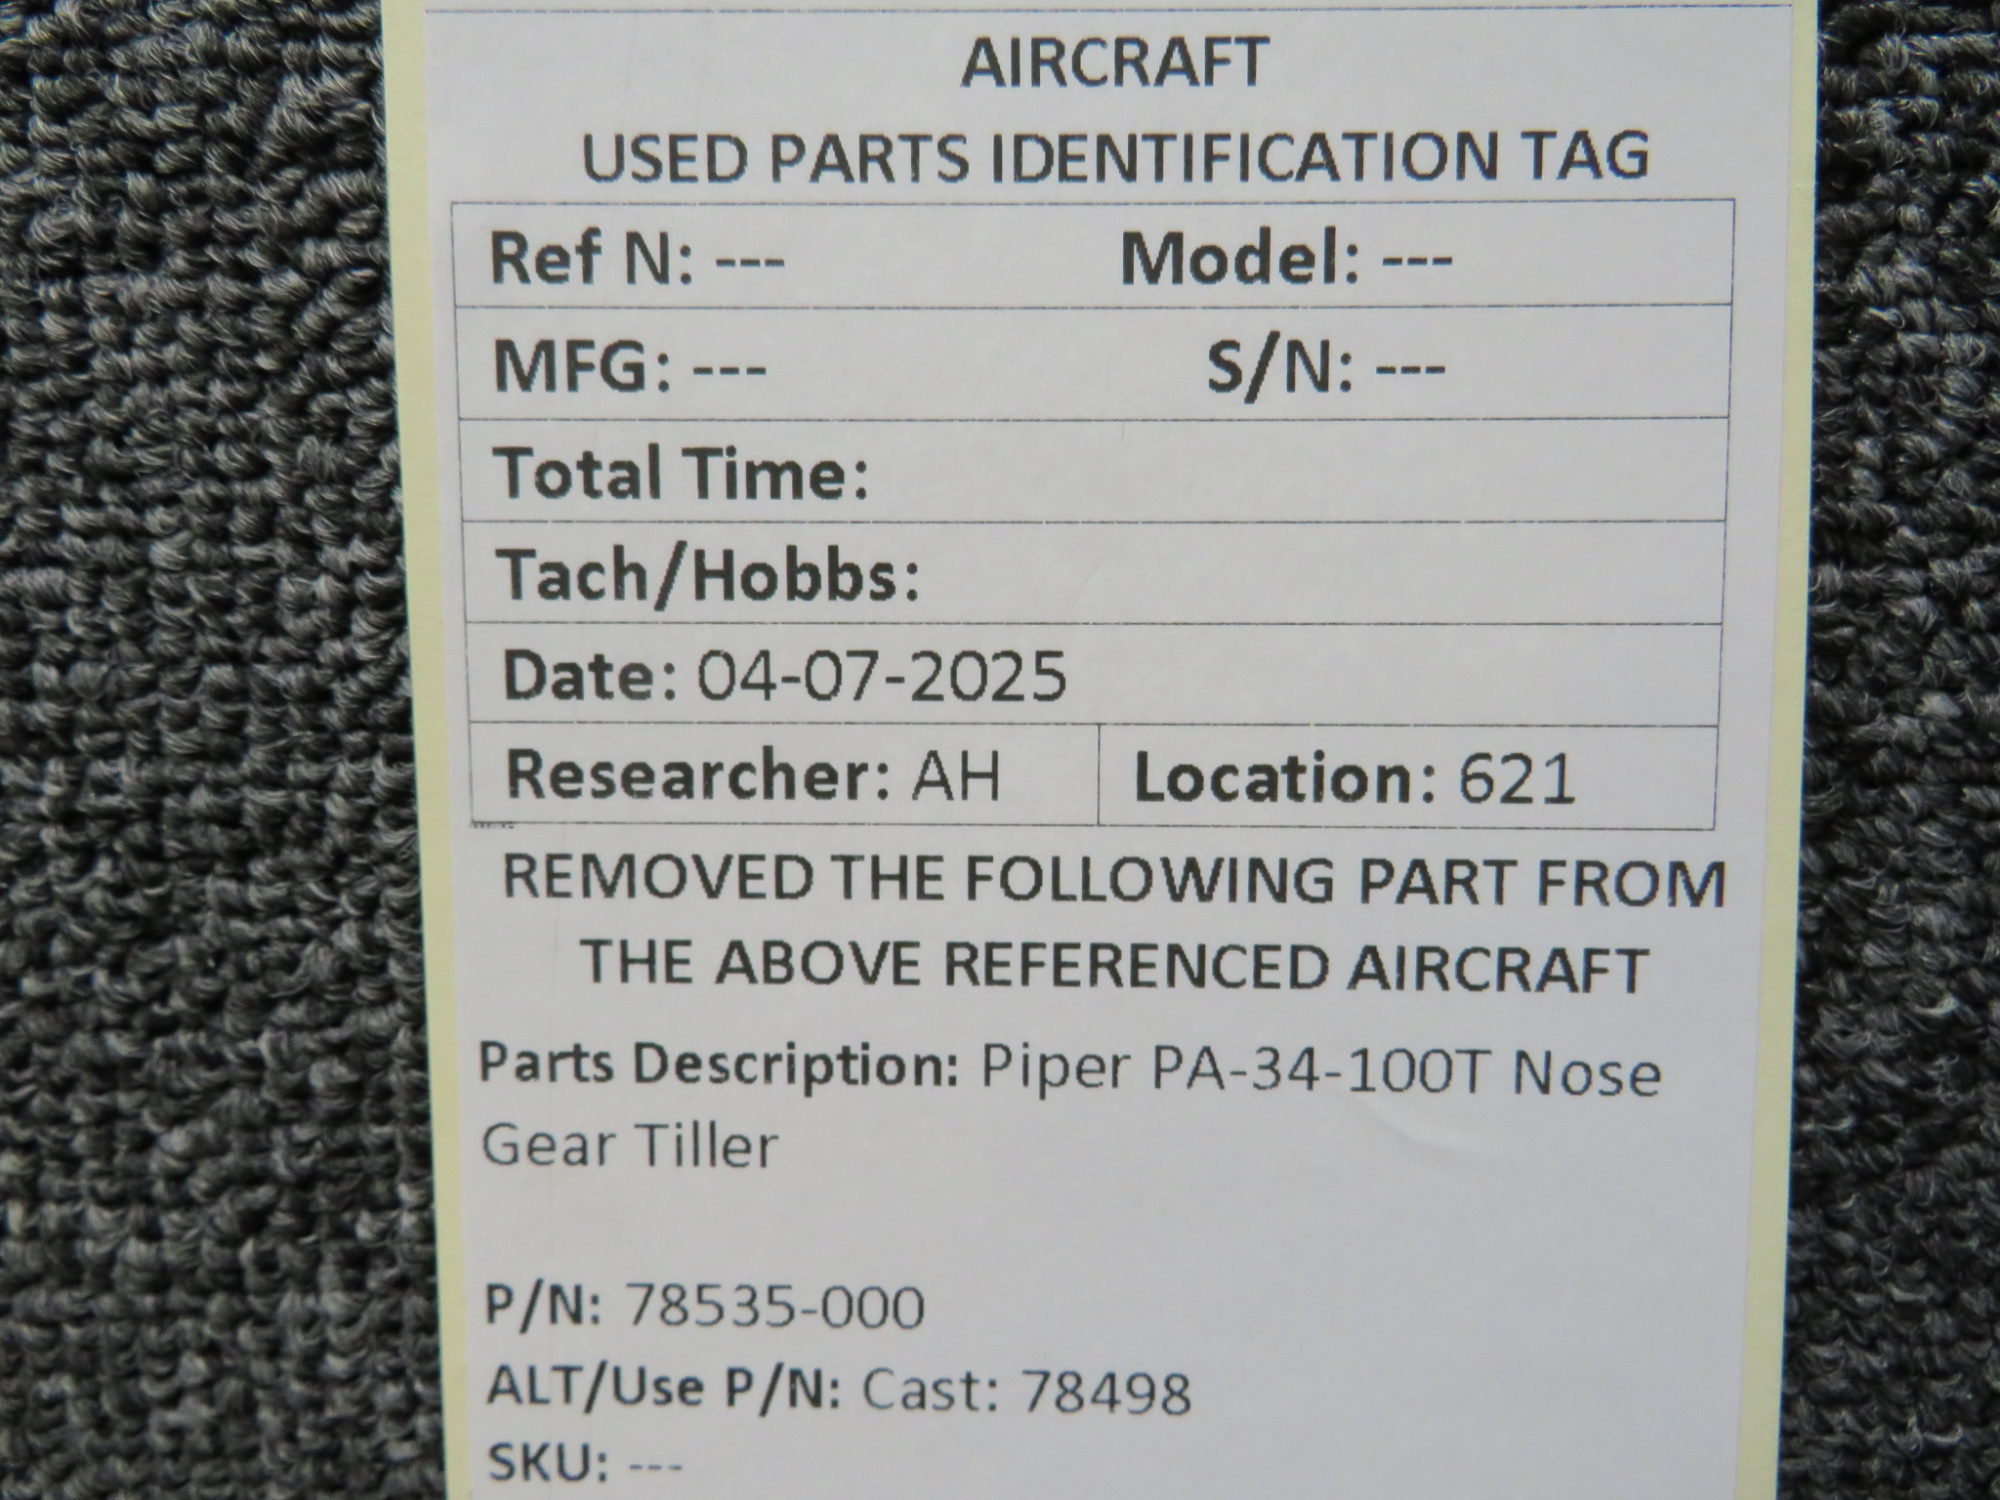 AIRCRAFT
USED PARTS IDENTIFICATION TAG
Ref N: --- Model: ---
MFG: --- S/N: ---
Total Time:
Tach/Hobbs:
Date: 04-07-2025
Researcher: AH Location: 621
REMOVED THE FOLLOWING PART FROM
THE ABOVE REFERENCED AIRCRAFT
Parts Description: Piper PA-34-100T Nose
Gear Tiller
P/N: 78535-000
ALT/Use P/N: Cast: 78498
SKU: ---